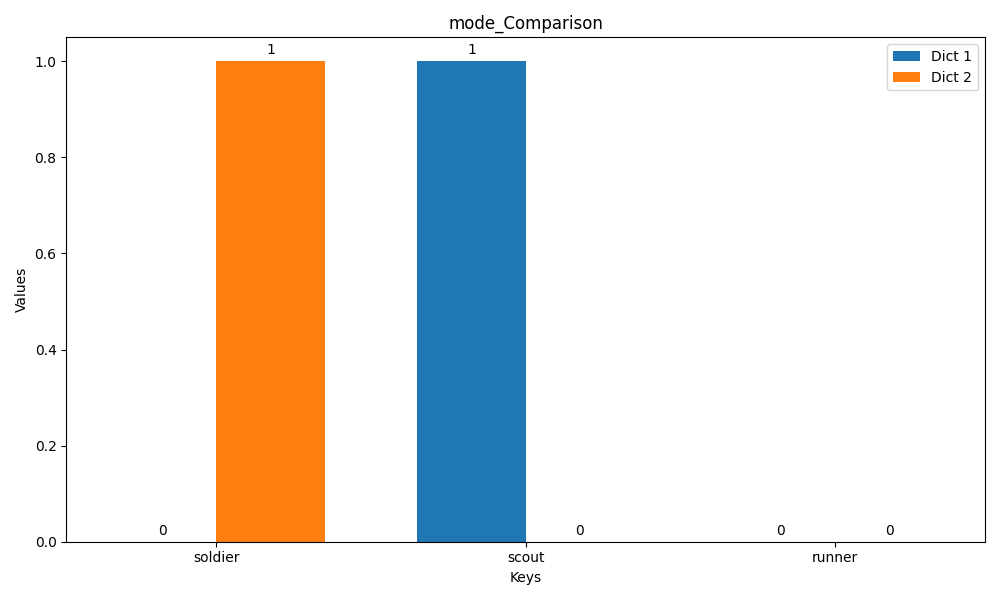 mode_Comparison
Dict 1
Dict 2
1
1
0
0
0
0
1.0
0.8
0.6
0.4
0.2
0.0
Values
soldier
scout
runner
Keys